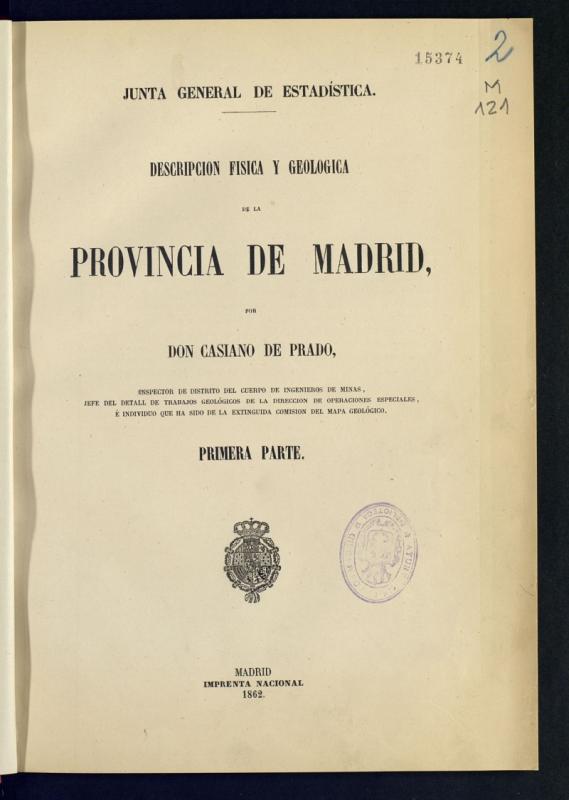 15374
2
M
121
JUNTA GENERAL DE ESTADÍSTICA.
DESCRIPCION FISICA Y GEOLOGICA
DE LA
PROVINCIA DE MADRID,
POR
DON CASIANO DE PRADO,
INSPECTOR DE DISTRITO DEL CUERPO DE INGENIEROS DE MINAS,
JEFE DEL DETALL DE TRABAJOS GEOLÓGICOS DE LA DIRECCION DE OPERACIONES ESPECIALES,
É INDIVIDUO QUE HA SIDO DE LA EXTINGUIDA COMISION DEL MAPA GEOLÓGICO.
PRIMERA PARTE.
MADRID
IMPRENTA NACIONAL
1862.